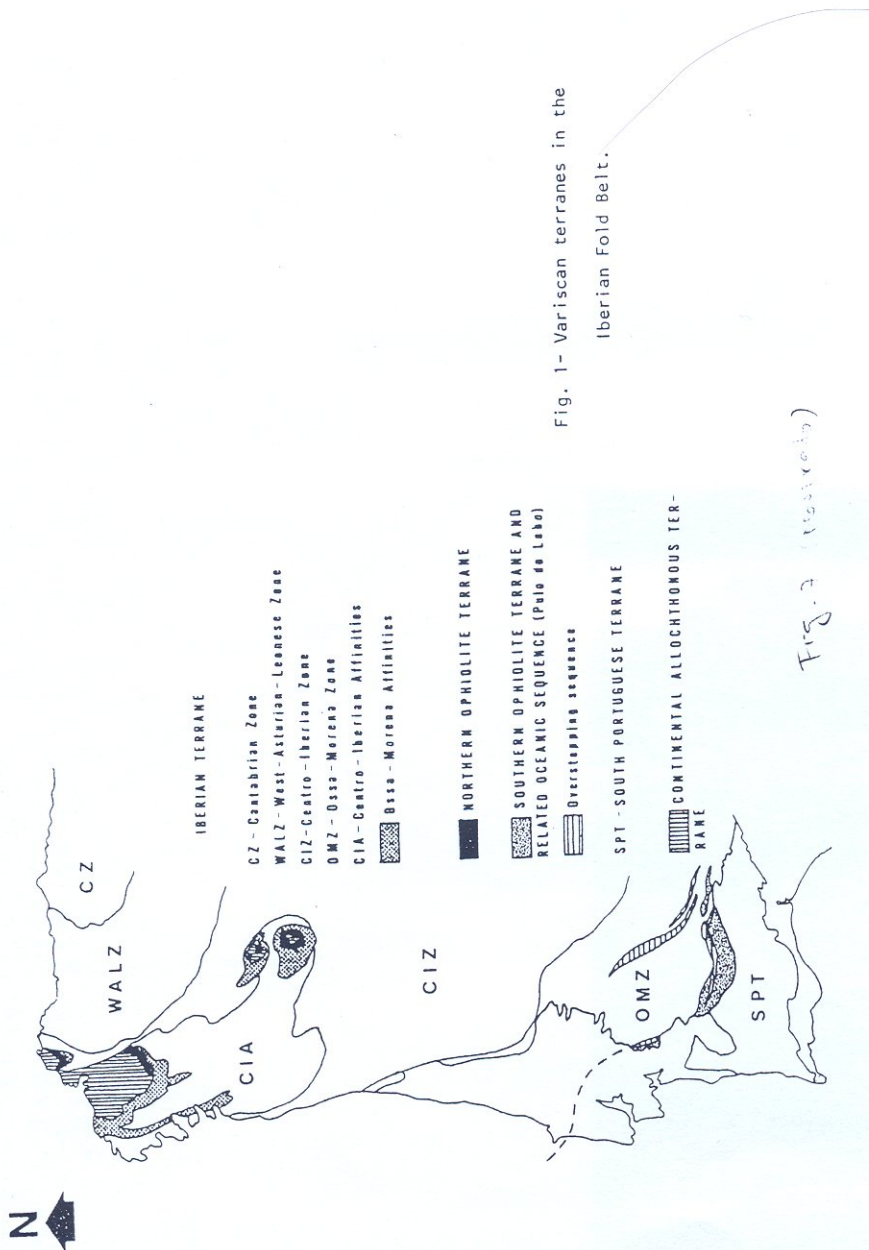 N
CZ
WALZ
CIA
CIZ
OMZ
SPT
IBERIAN TERRANE
CZ - Cantabrian Zone
WALZ - West-Asturian-Leonese Zone
CIZ - Centro-Iberian Zone
OMZ - Ossa-Morena Zone
CIA - Centro-Iberian Affinities
Ossa - Morena Affinities
NORTHERN OPHIOLITE TERRANE
SOUTHERN OPHIOLITE TERRANE AND
RELATED OCEANIC SEQUENCE (Pulo do Lobo)
Overstepping sequence
SPT - SOUTH PORTUGUESE TERRANE
CONTINENTAL ALLOCHTHONOUS TER-
RANE
Fig. 1- Variscan terranes in the
Iberian Fold Belt.
Fig. 2